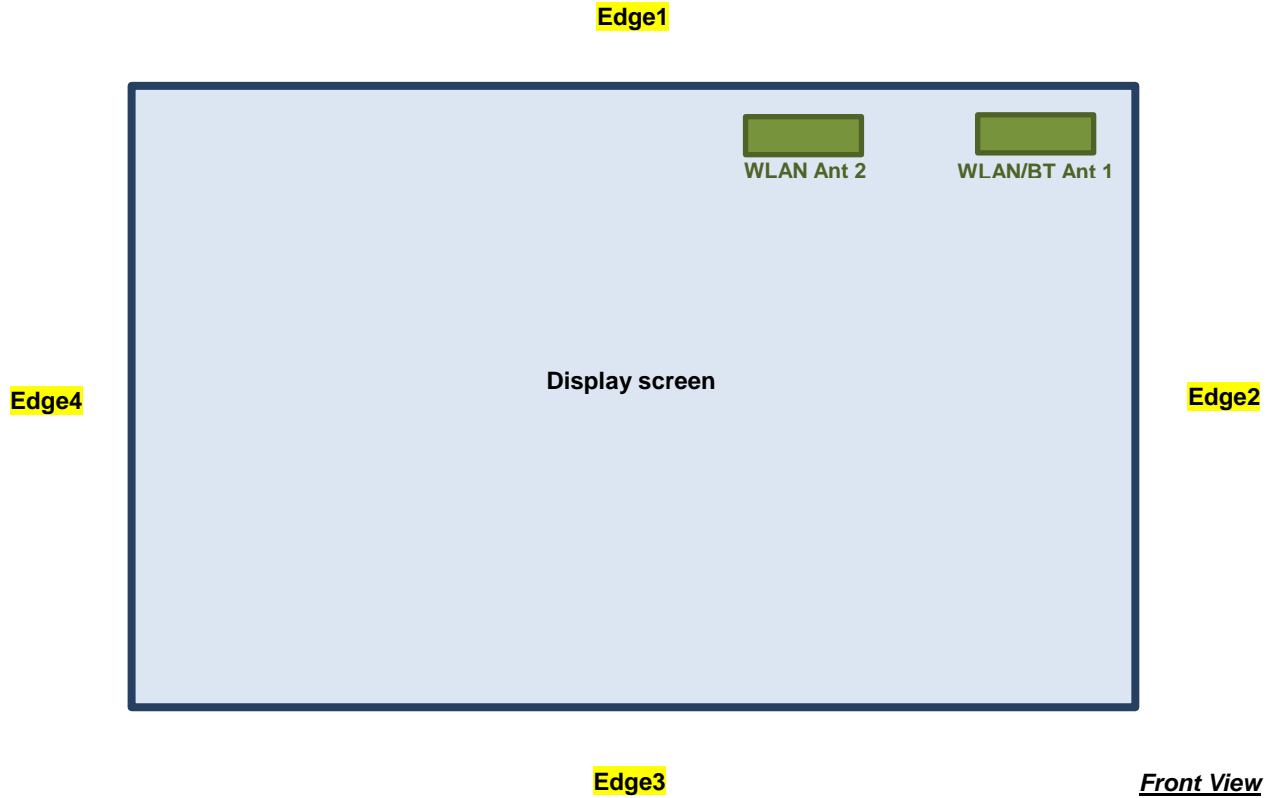 Edge1
WLAN Ant 2
WLAN/BT Ant 1
Display screen
Edge4
Edge2
Edge3
Front View